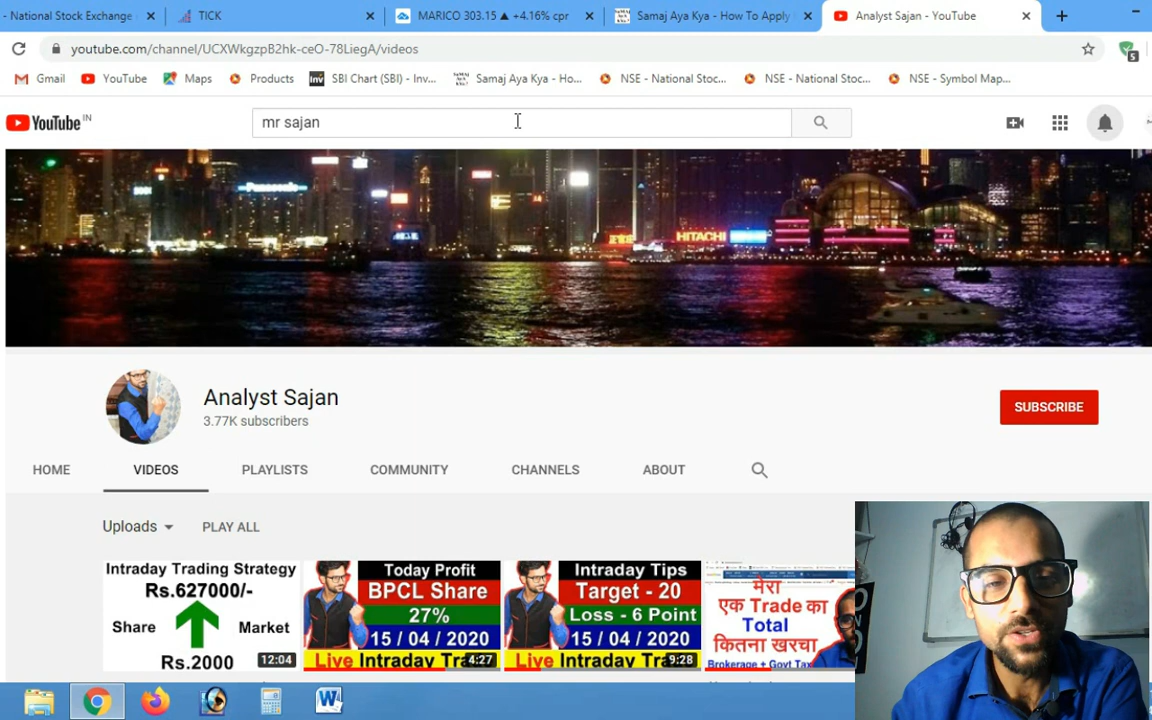 - National Stock Exchange
TICK
MARICO 303.15 ▲ +4.16% cpr
Samaj Aya Kya - How To Apply
Analyst Sajan - YouTube
youtube.com/channel/UCXWkgzpB2hk-ceO-78LiegA/videos
5
Gmail
YouTube
Maps
Products
Inv
SBI Chart (SBI) - Inv...
Samaj Aya Kya - Ho...
NSE - National Stoc...
NSE - National Stoc...
NSE - Symbol Map...
YouTube IN
mr sajan
Panasonic
HITACHI
Analyst Sajan
3.77K subscribers
SUBSCRIBE
HOME
VIDEOS
PLAYLISTS
COMMUNITY
CHANNELS
ABOUT
Uploads
PLAY ALL
Intraday Trading Strategy
Rs.627000/-
Share
Market
Rs.2000
12:04
Today Profit
BPCL Share
27%
15 / 04 / 2020
Live Intraday Tra
4:27
Intraday Tips
Target - 20
Loss - 6 Point
15 / 04 / 2020
Live Intraday Tra
9:28
मेरा
एक Trade का
Total
कितना खरचा
Brokerage + Govt Tax
W